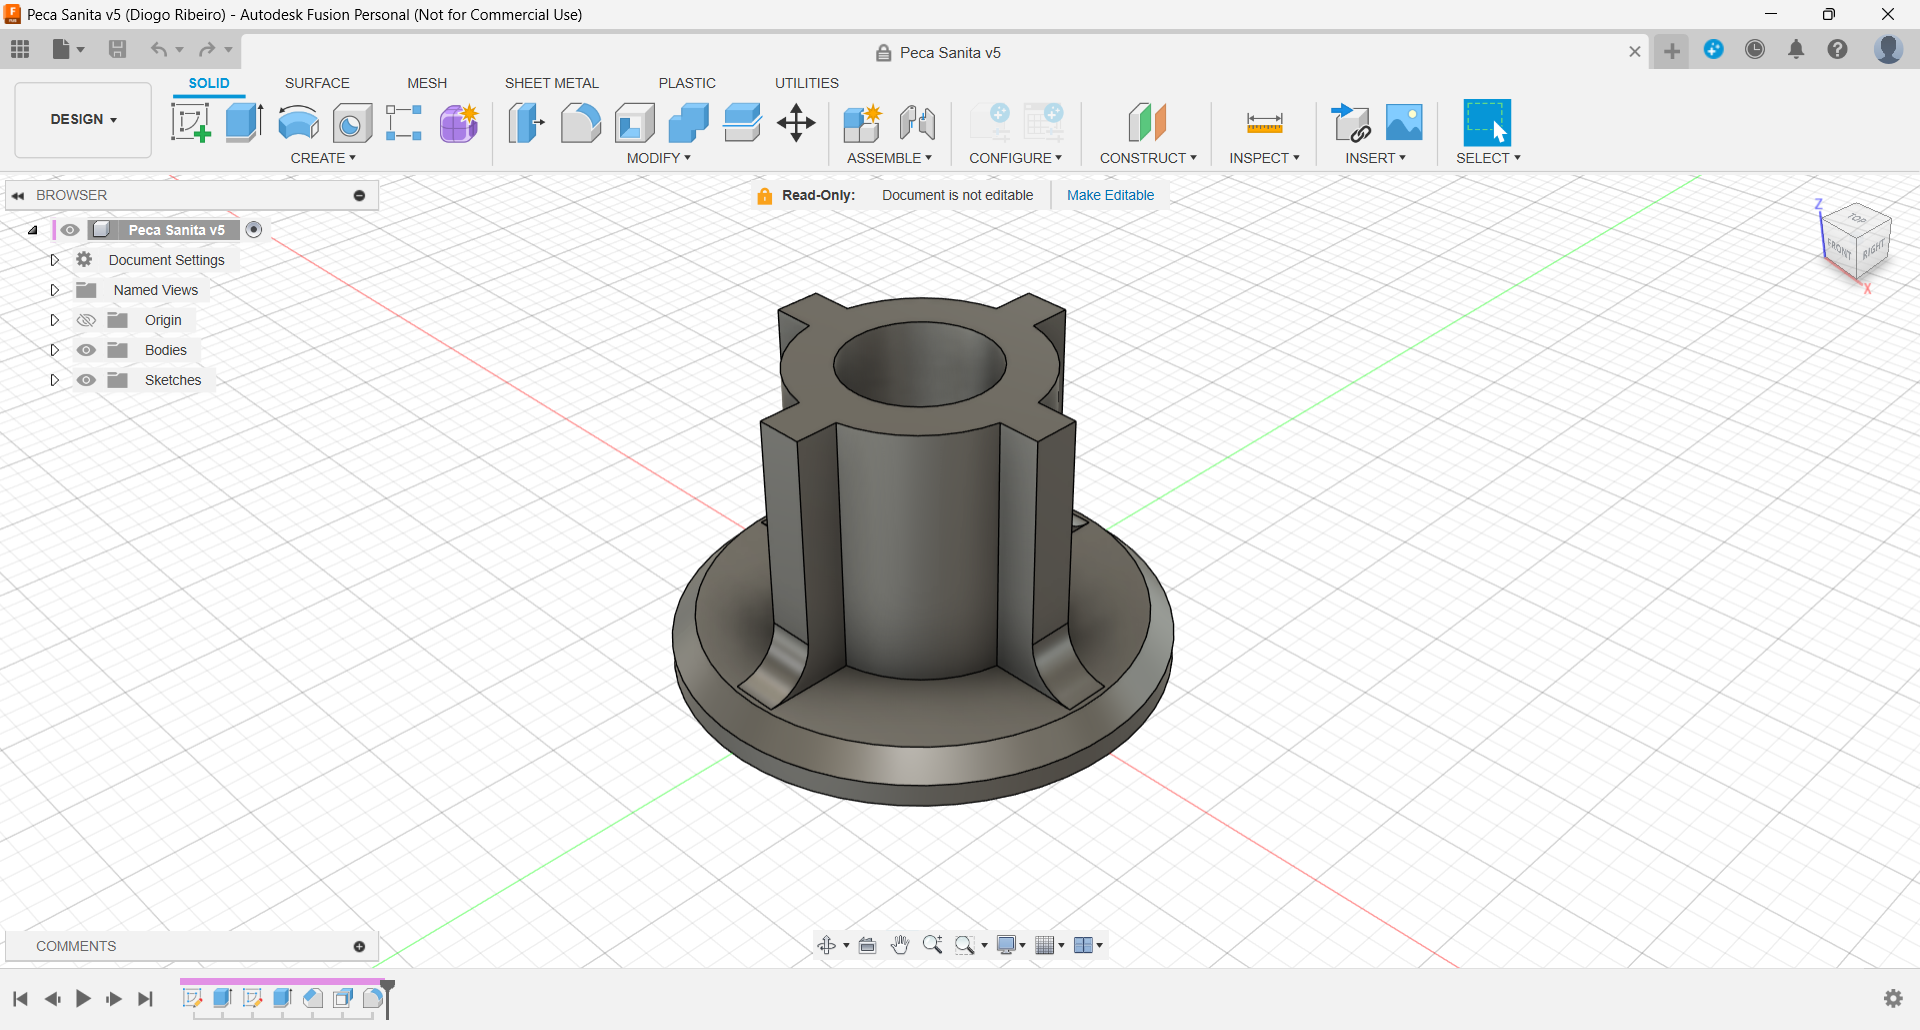 Peca Sanita v5 (Diogo Ribeiro) - Autodesk Fusion Personal (Not for Commercial Use)
Peca Sanita v5
SOLID SURFACE MESH SHEET METAL PLASTIC UTILITIES
DESIGN
CREATE MODIFY ASSEMBLE CONFIGURE CONSTRUCT INSPECT INSERT SELECT
BROWSER
Read-Only: Document is not editable Make Editable
Peca Sanita v5
Document Settings
Named Views
Origin
Bodies
Sketches
Z
TOP
FRONT RIGHT
X
COMMENTS